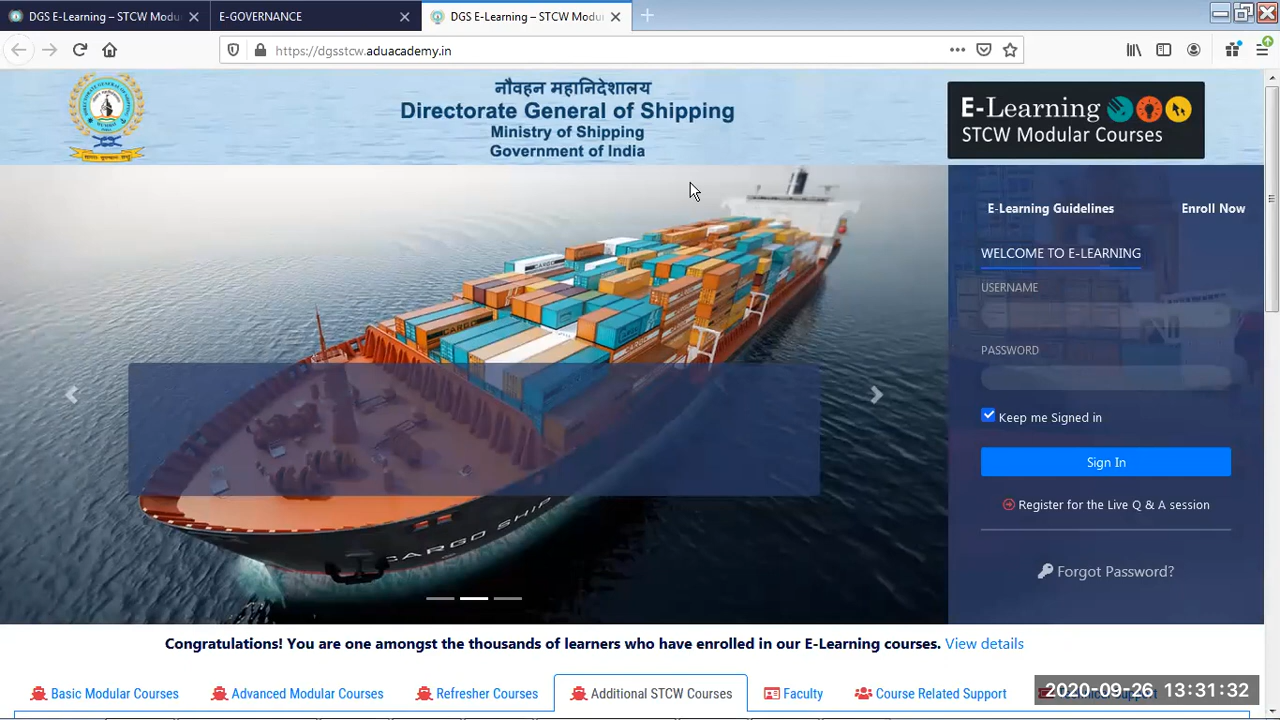 DGS E-Learning – STCW Modu
E-GOVERNANCE
DGS E-Learning – STCW Modu
https://dgsstcw.aduacademy.in
नौवहन महानिदेशालय
Directorate General of Shipping
Ministry of Shipping
Government of India
E-Learning
STCW Modular Courses
E-Learning Guidelines
Enroll Now
WELCOME TO E-LEARNING
USERNAME
PASSWORD
Keep me Signed in
Sign In
Register for the Live Q & A session
Forgot Password?
CARGO SHIP
Congratulations! You are one amongst the thousands of learners who have enrolled in our E-Learning courses. View details
Basic Modular Courses
Advanced Modular Courses
Refresher Courses
Additional STCW Courses
Faculty
Course Related Support
2020-09-26 13:31:32